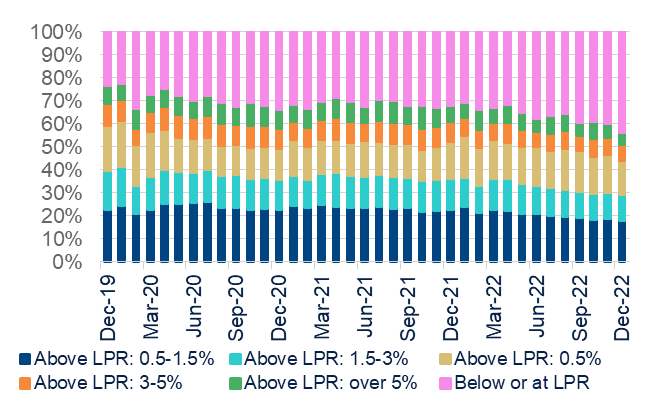 100%
90%
80%
70%
60%
50%
40%
30%
20%
10%
0%
Dec-19
Mar-20
Jun-20
Sep-20
Dec-20
Mar-21
Jun-21
Sep-21
Dec-21
Mar-22
Jun-22
Sep-22
Dec-22
Above LPR: 0.5-1.5% Above LPR: 1.5-3% Above LPR: 0.5%
Above LPR: 3-5% Above LPR: over 5% Below or at LPR